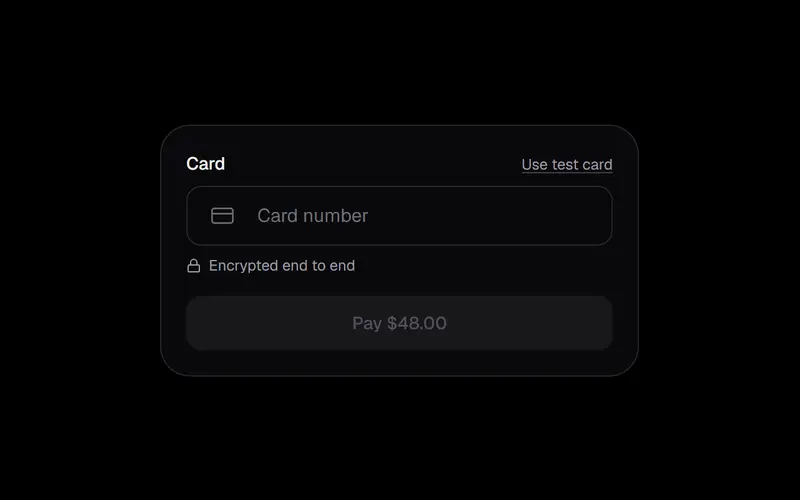 Card
Use test card
Card number
Encrypted end to end
Pay $48.00